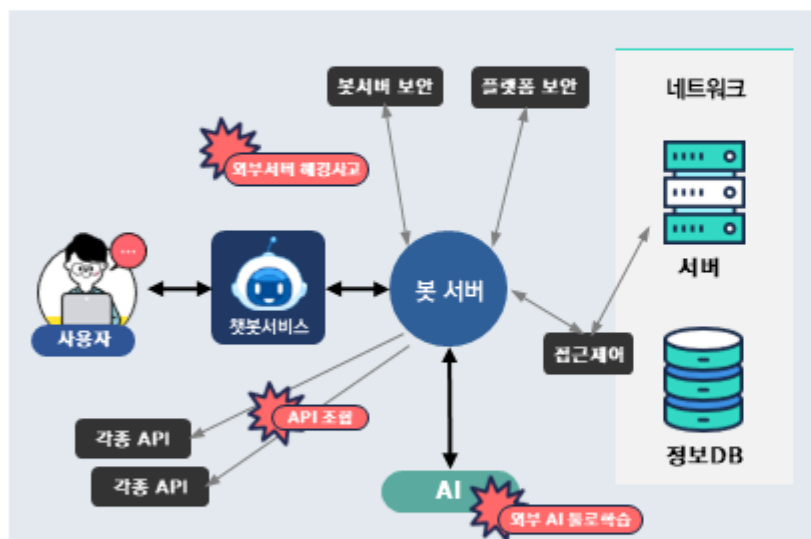 봇서버 보안
플랫폼 보안
네트워크
외부서버 해킹사고
...
서버
사용자
챗봇서비스
봇 서버
접근제어
API 조합
각종 API
각종 API
정보DB
AI
외부 AI 툴로학습